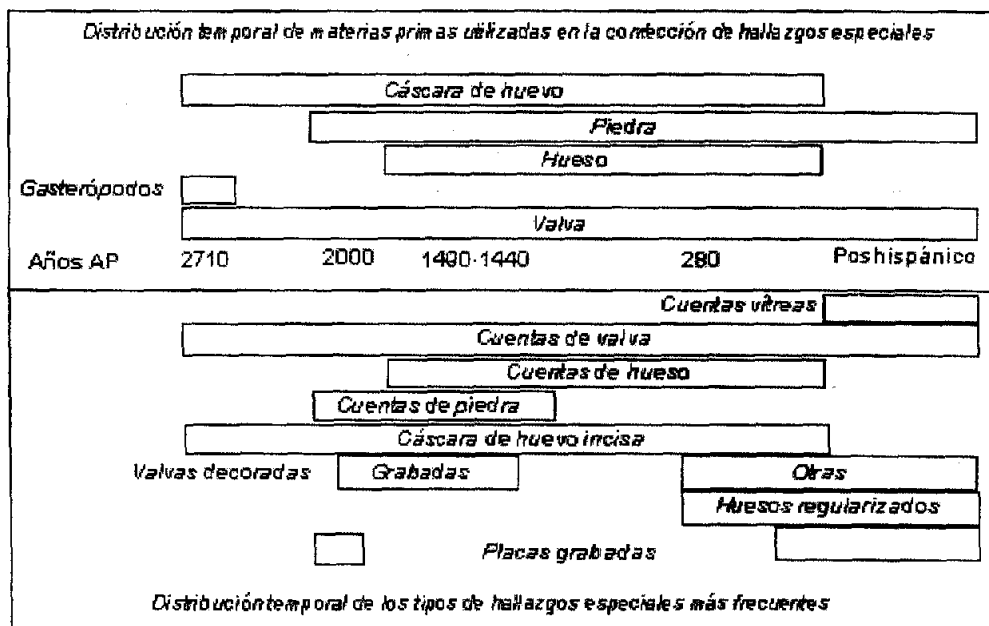 Distribución temporal de materias primas utilizadas en la confección de hallazgos especiales
Cáscara de huevo
Piedra
Hueso
Gasterópodos
Valva
Años AP 2710 2000 1490-1440 280 Poshispánico
Cuentas vítreas
Cuentas de valva
Cuentas de hueso
Cuentas de piedra
Cáscara de huevo incisa
Valvas decoradas Grabadas Otras
Huesos regularizados
Placas grabadas
Distribución temporal de los tipos de hallazgos especiales más frecuentes